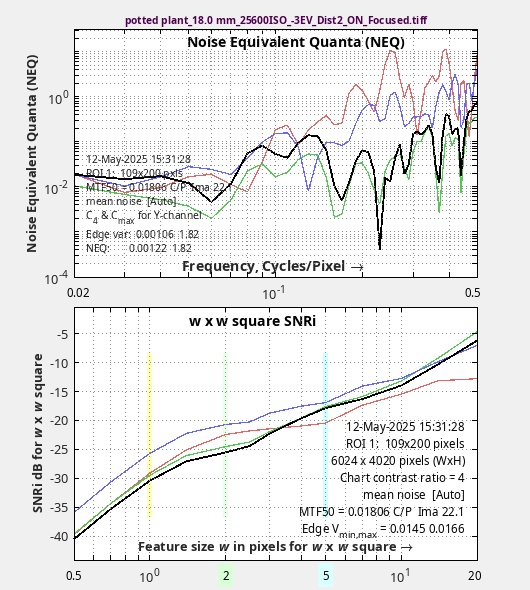 potted plant_18.0 mm_25600ISO_-3EV_Dist2_ON_Focused.tiff
Noise Equivalent Quanta (NEQ)
Noise Equivalent Quanta (NEQ)
10^0
10^-2
10^-4
12-May-2025 15:31:28
ROI 1: 109x200 pxls
MTF50 = 0.01806 C/P Ima 22.1
mean noise [Auto]
C_4 & C_max for Y-channel
Edge var: 0.00106 1.82
NEQ: 0.00122 1.82
Frequency, Cycles/Pixel →
0.02 10^-1 0.5
w x w square SNRi
SNRi dB for w x w square
-5
-10
-15
-20
-25
-30
-35
-40
12-May-2025 15:31:28
ROI 1: 109x200 pixels
6024 x 4020 pixels (WxH)
Chart contrast ratio = 4
mean noise [Auto]
MTF50 = 0.01806 C/P Ima 22.1
Edge V_min,max = 0.0145 0.0166
Feature size w in pixels for w x w square →
0.5 10^0 2 5 10^1 20